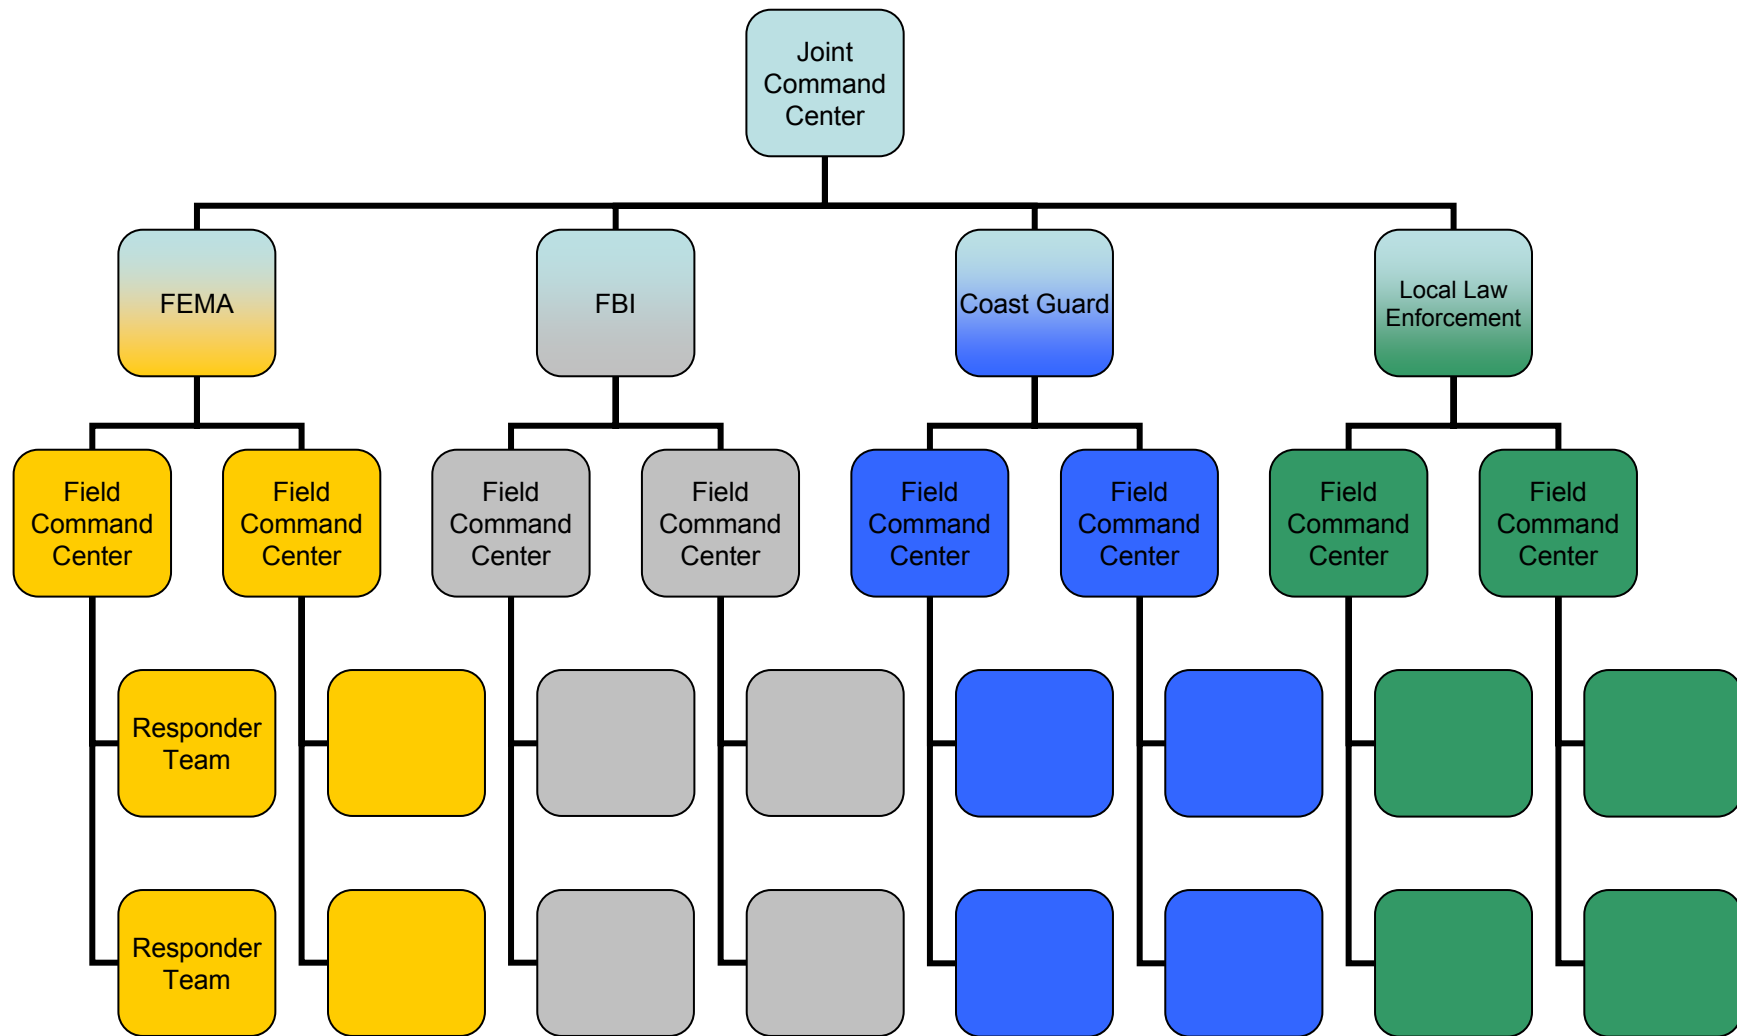 Joint
Command
Center
FEMA
FBI
Coast Guard
Local Law
Enforcement
Field
Command
Center
Field
Command
Center
Field
Command
Center
Field
Command
Center
Field
Command
Center
Field
Command
Center
Field
Command
Center
Field
Command
Center
Responder
Team
Responder
Team